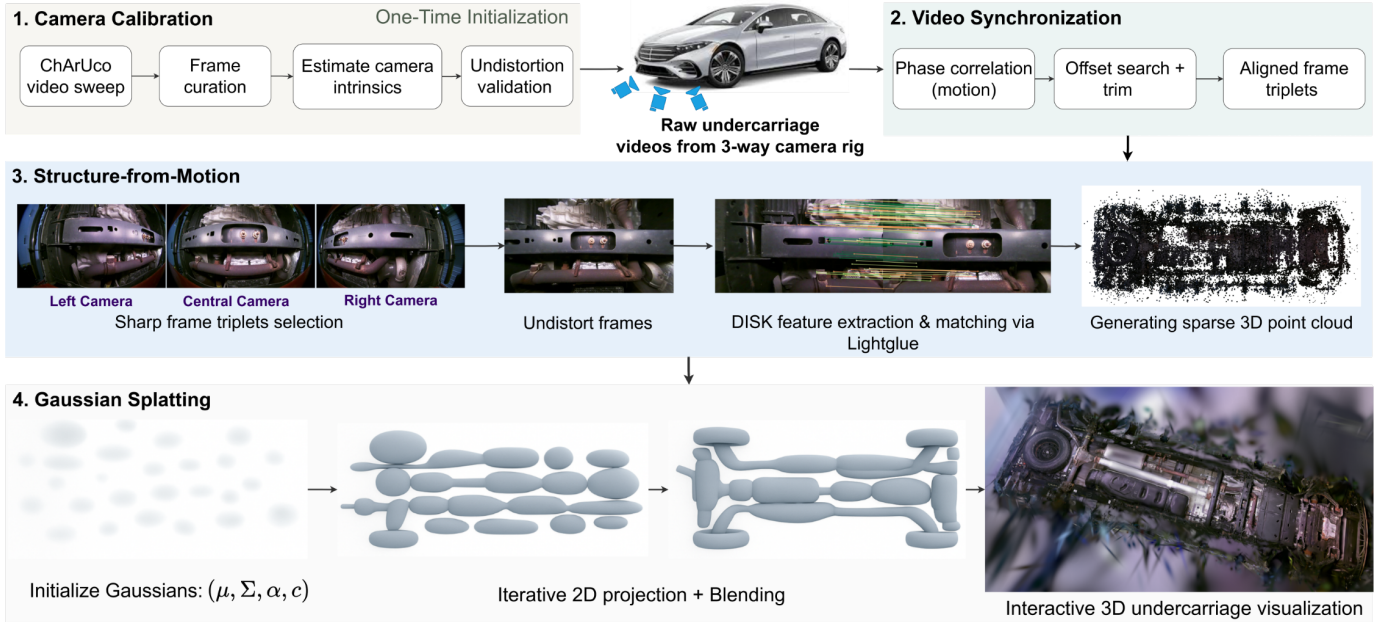 1. Camera Calibration
One-Time Initialization
ChArUco
video sweep
Frame
curation
Estimate camera
intrinsics
Undistortion
validation
Raw undercarriage
videos from 3-way camera rig
2. Video Synchronization
Phase correlation
(motion)
Offset search +
trim
Aligned frame
triplets
3. Structure-from-Motion
Left Camera
Central Camera
Right Camera
Sharp frame triplets selection
Undistort frames
DISK feature extraction & matching via
Lightglue
Generating sparse 3D point cloud
4. Gaussian Splatting
Initialize Gaussians: (μ, Σ, α, c)
Iterative 2D projection + Blending
Interactive 3D undercarriage visualization